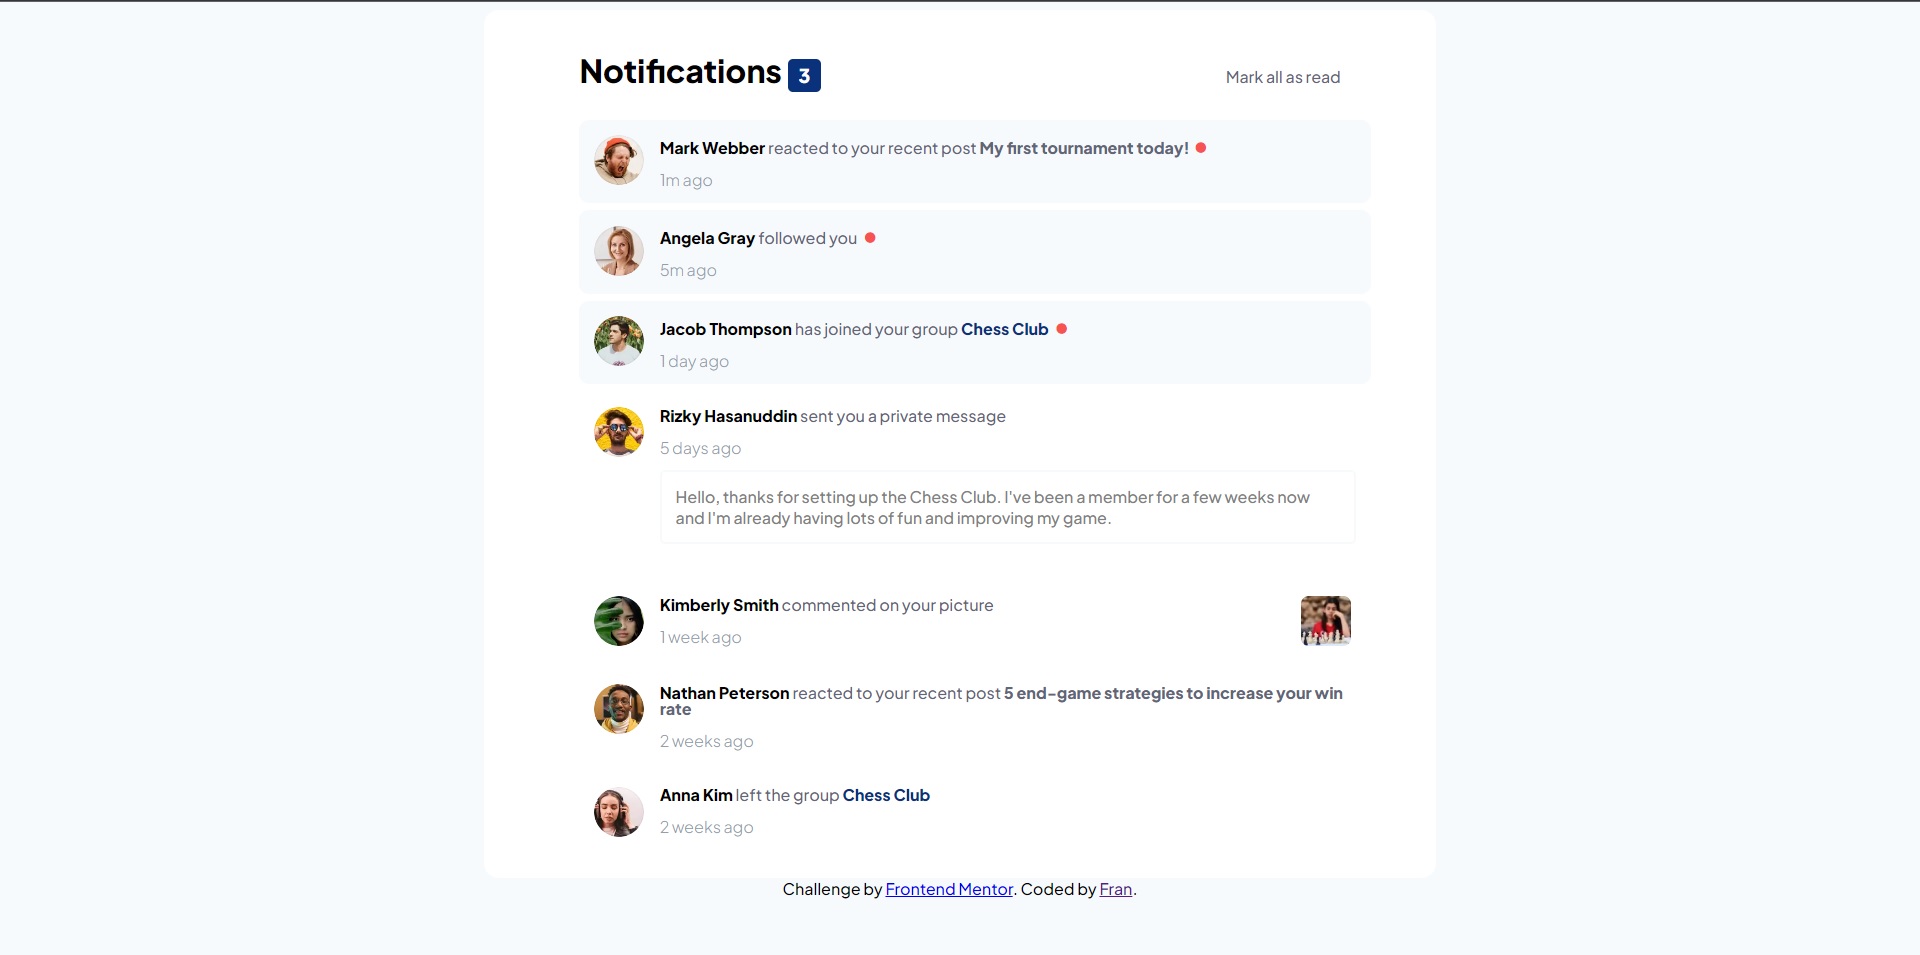 Notifications 3
Mark all as read
Mark Webber reacted to your recent post My first tournament today!
1m ago
Angela Gray followed you
5m ago
Jacob Thompson has joined your group Chess Club
1 day ago
Rizky Hasanuddin sent you a private message
5 days ago
Hello, thanks for setting up the Chess Club. I've been a member for a few weeks now
and I'm already having lots of fun and improving my game.
Kimberly Smith commented on your picture
1 week ago
Nathan Peterson reacted to your recent post 5 end-game strategies to increase your win
rate
2 weeks ago
Anna Kim left the group Chess Club
2 weeks ago
Challenge by Frontend Mentor. Coded by Fran.